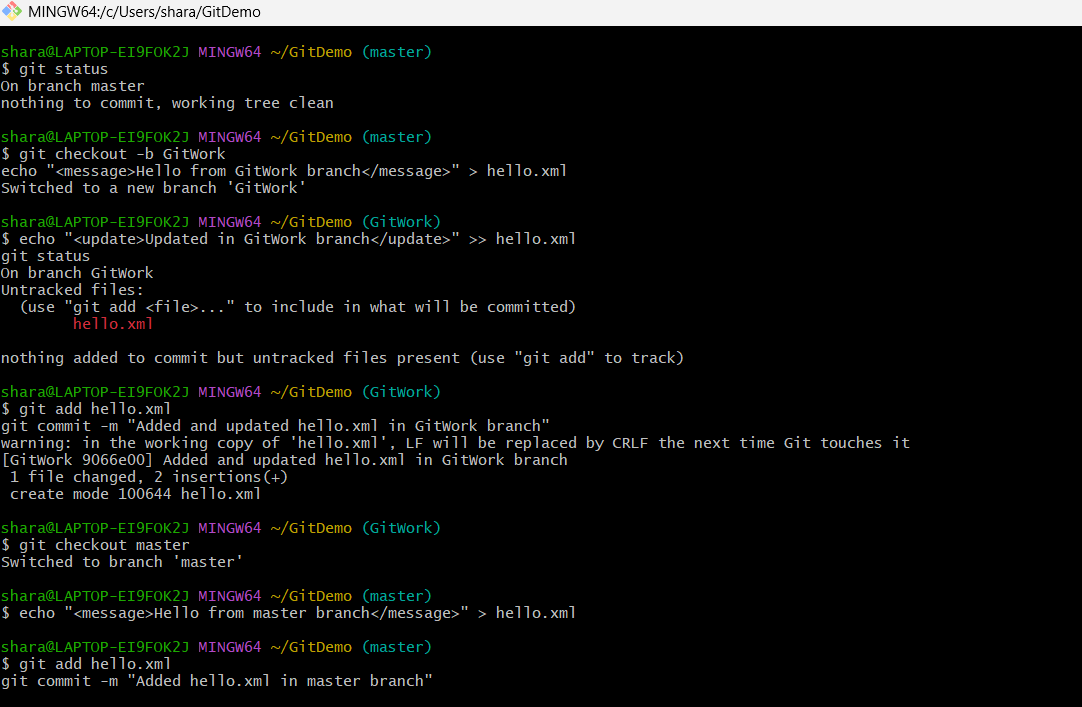 MINGW64:/c/Users/shara/GitDemo
shara@LAPTOP-EI9FOK2J MINGW64 ~/GitDemo (master)
$ git status
On branch master
nothing to commit, working tree clean
shara@LAPTOP-EI9FOK2J MINGW64 ~/GitDemo (master)
$ git checkout -b GitWork
echo "<message>Hello from GitWork branch</message>" > hello.xml
Switched to a new branch 'GitWork'
shara@LAPTOP-EI9FOK2J MINGW64 ~/GitDemo (GitWork)
$ echo "<update>Updated in GitWork branch</update>" >> hello.xml
git status
On branch GitWork
Untracked files:
  (use "git add <file>..." to include in what will be committed)
        hello.xml
nothing added to commit but untracked files present (use "git add" to track)
shara@LAPTOP-EI9FOK2J MINGW64 ~/GitDemo (GitWork)
$ git add hello.xml
git commit -m "Added and updated hello.xml in GitWork branch"
warning: in the working copy of 'hello.xml', LF will be replaced by CRLF the next time Git touches it
[GitWork 9066e00] Added and updated hello.xml in GitWork branch
 1 file changed, 2 insertions(+)
 create mode 100644 hello.xml
shara@LAPTOP-EI9FOK2J MINGW64 ~/GitDemo (GitWork)
$ git checkout master
Switched to branch 'master'
shara@LAPTOP-EI9FOK2J MINGW64 ~/GitDemo (master)
$ echo "<message>Hello from master branch</message>" > hello.xml
shara@LAPTOP-EI9FOK2J MINGW64 ~/GitDemo (master)
$ git add hello.xml
git commit -m "Added hello.xml in master branch"